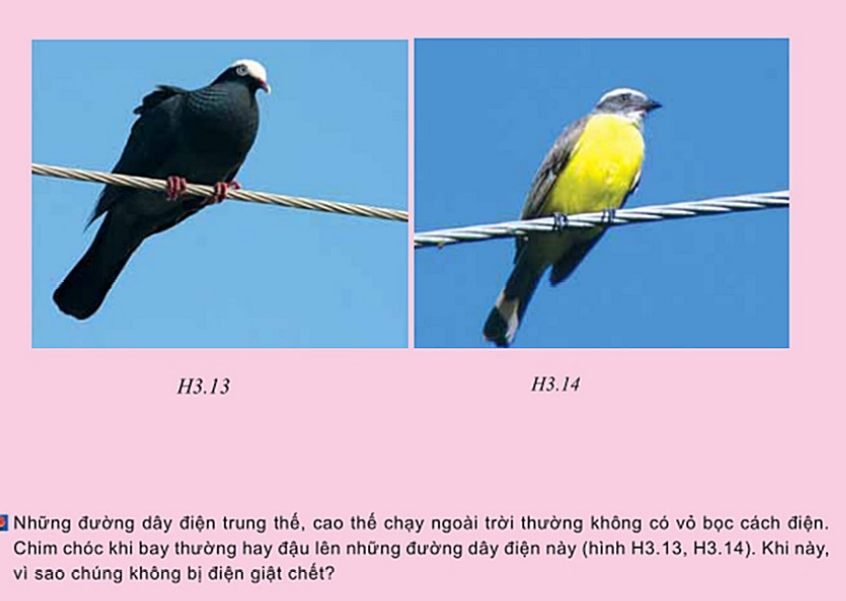 H3.13
H3.14
Những đường dây điện trung thế, cao thế chạy ngoài trời thường không có vỏ bọc cách điện.
Chim chóc khi bay thường hay đậu lên những đường dây điện này (hình H3.13, H3.14). Khi này,
vì sao chúng không bị điện giật chết?